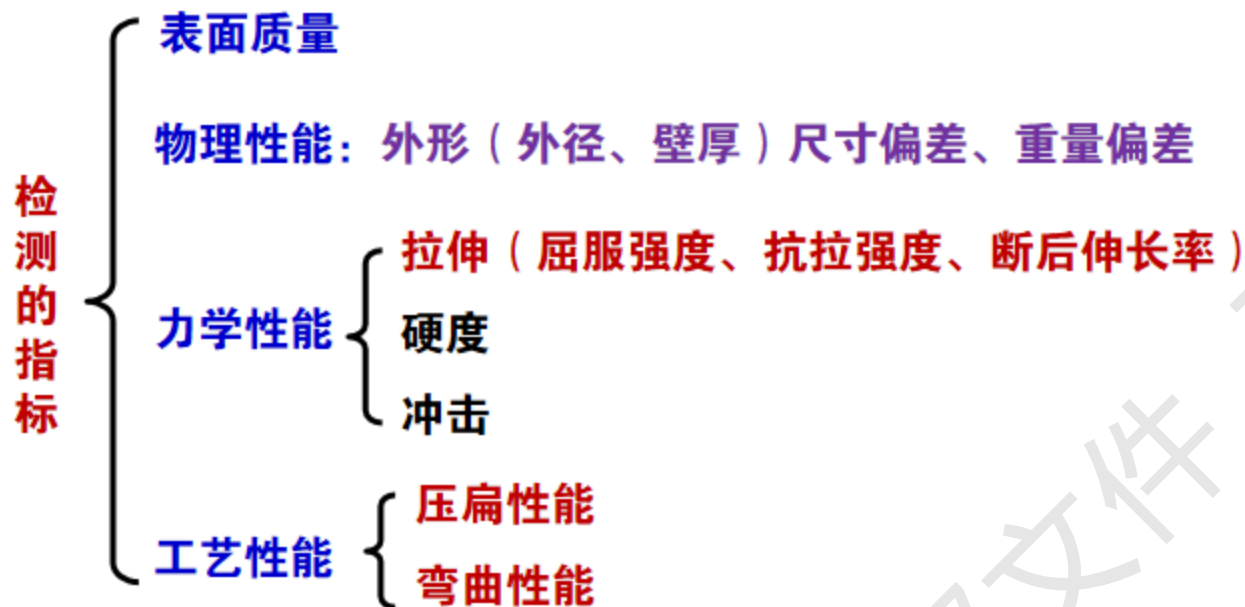 检测的指标
表面质量
物理性能：外形（外径、壁厚）尺寸偏差、重量偏差
力学性能
拉伸（屈服强度、抗拉强度、断后伸长率）
硬度
冲击
工艺性能
压扁性能
弯曲性能
文件